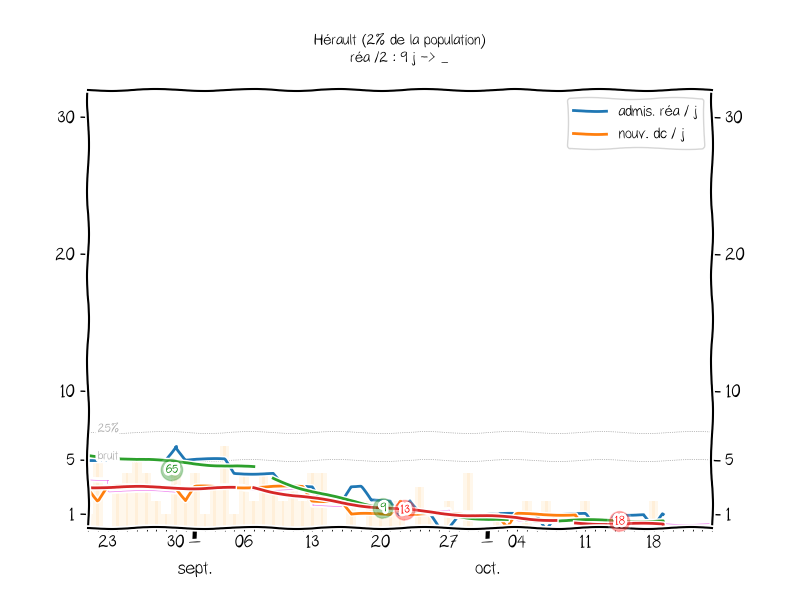 Hérault (2% de la population)
réa /2 : 9 j -> _
admis. réa / j
nouv. dc / j
30 30
20 20
10 10
25%
bruit
5 5
65
9 13 18
1 1
23 30 06 13 20 27 04 11 18
sept. oct.